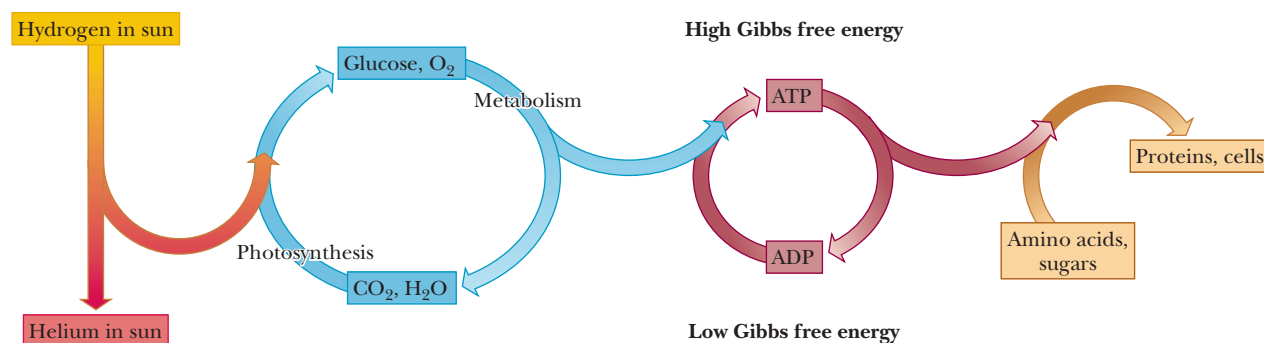 Hydrogen in sun
High Gibbs free energy
Glucose, O₂
Metabolism
ATP
Proteins, cells
Photosynthesis
ADP
Amino acids,
sugars
CO₂, H₂O
Helium in sun
Low Gibbs free energy